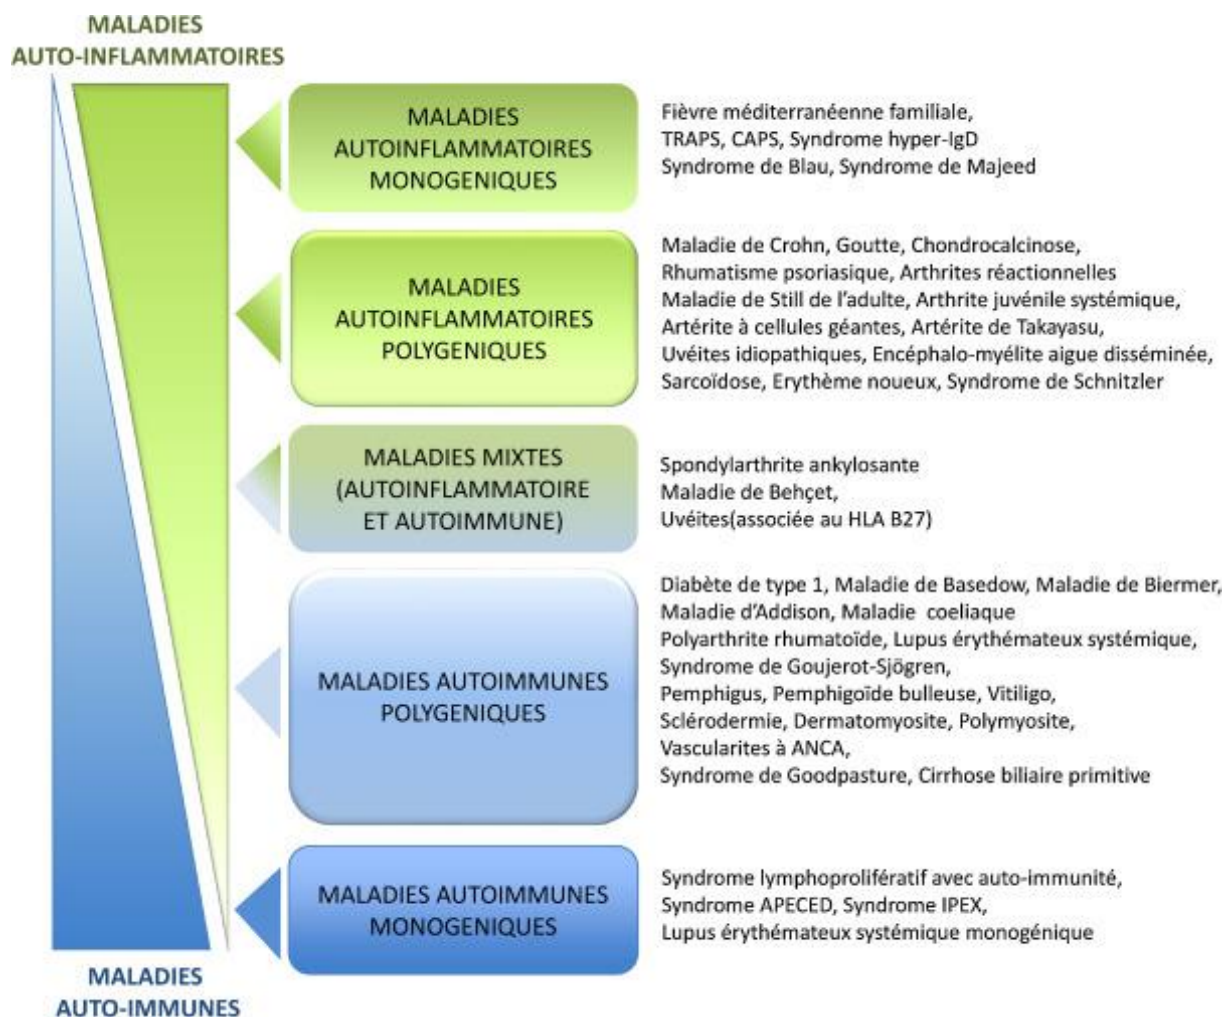 MALADIES
AUTO-INFLAMMATOIRES
MALADIES
AUTOINFLAMMATOIRES
MONOGENIQUES
Fièvre méditerranéenne familiale,
TRAPS, CAPS, Syndrome hyper-IgD
Syndrome de Blau, Syndrome de Majeed
MALADIES
AUTOINFLAMMATOIRES
POLYGENIQUES
Maladie de Crohn, Goutte, Chondrocalcinose,
Rhumatisme psoriasique, Arthrites réactionnelles
Maladie de Still de l'adulte, Arthrite juvénile systémique,
Artérite à cellules géantes, Artérite de Takayasu,
Uvéites idiopathiques, Encéphalo-myélite aigue disséminée,
Sarcoïdose, Erythème noueux, Syndrome de Schnitzler
MALADIES MIXTES
(AUTOINFLAMMATOIRE
ET AUTOIMMUNE)
Spondylarthrite ankylosante
Maladie de Behçet,
Uvéites(associée au HLA B27)
MALADIES AUTOIMMUNES
POLYGENIQUES
Diabète de type 1, Maladie de Basedow, Maladie de Biermer,
Maladie d'Addison, Maladie coeliaque
Polyarthrite rhumatoïde, Lupus érythémateux systémique,
Syndrome de Goujerot-Sjögren,
Pemphigus, Pemphigoïde bulleuse, Vitiligo,
Sclérodermie, Dermatomyosite, Polymyosite,
Vascularites à ANCA,
Syndrome de Goodpasture, Cirrhose biliaire primitive
MALADIES AUTOIMMUNES
MONOGENIQUES
Syndrome lymphoprolifératif avec auto-immunité,
Syndrome APECED, Syndrome IPEX,
Lupus érythémateux systémique monogénique
MALADIES
AUTO-IMMUNES